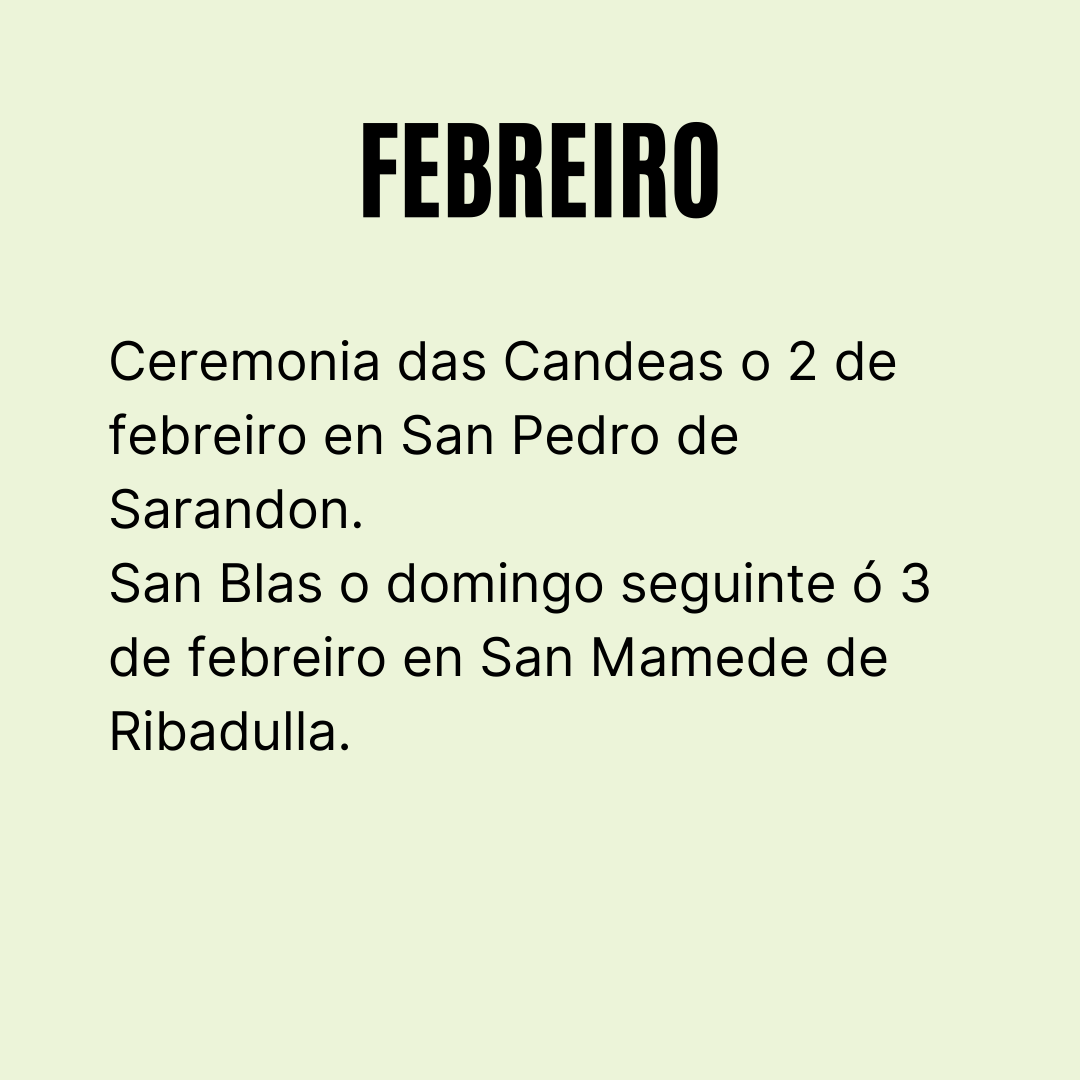 FEBREIRO
Ceremonia das Candeas o 2 de
febreiro en San Pedro de
Sarandon.
San Blas o domingo seguinte ó 3
de febreiro en San Mamede de
Ribadulla.